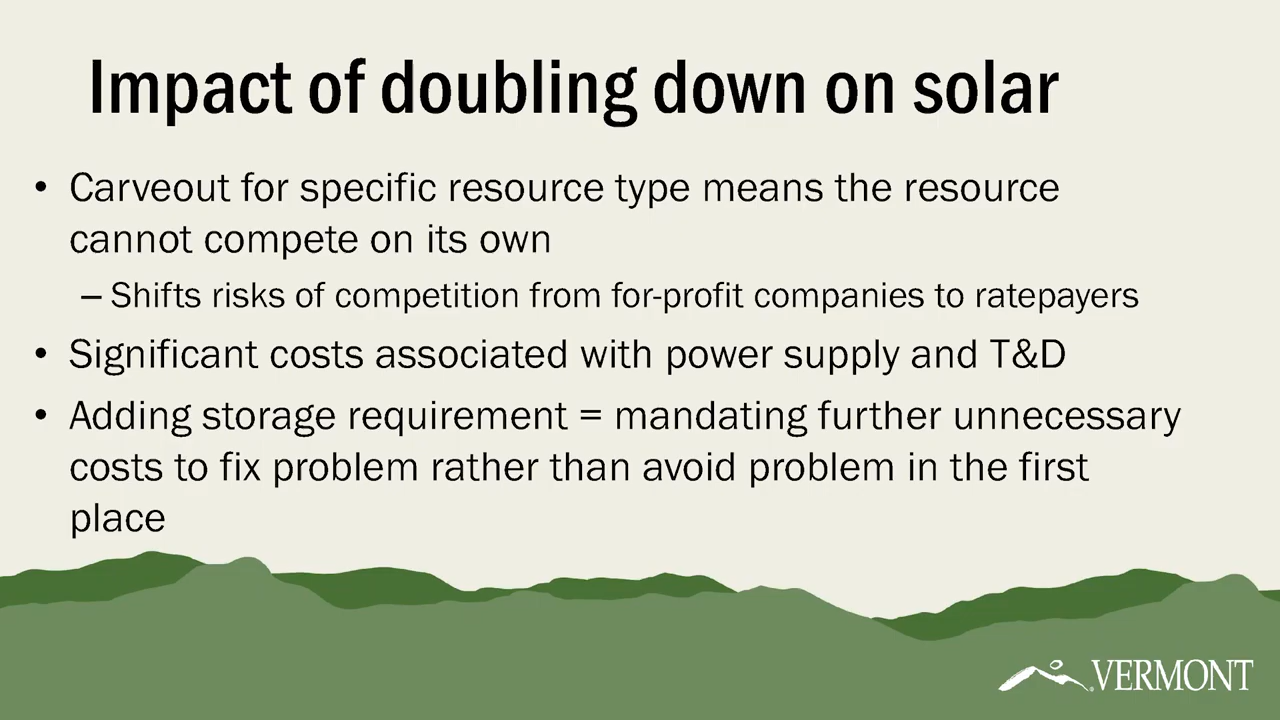 Impact of doubling down on solar
• Carveout for specific resource type means the resource
cannot compete on its own
– Shifts risks of competition from for-profit companies to ratepayers
• Significant costs associated with power supply and T&D
• Adding storage requirement = mandating further unnecessary
costs to fix problem rather than avoid problem in the first
place
VERMONT